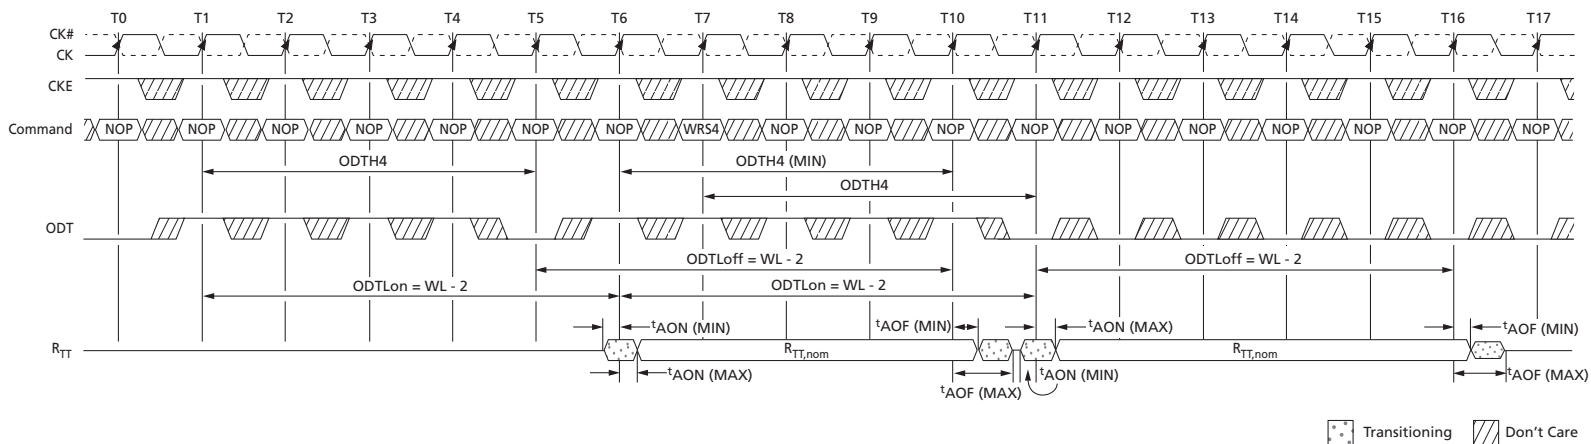 T0 T1 T2 T3 T4 T5 T6 T7 T8 T9 T10 T11 T12 T13 T14 T15 T16 T17
CK#
CK
CKE
Command NOP NOP NOP NOP NOP NOP NOP WRS4 NOP NOP NOP NOP NOP NOP NOP NOP NOP NOP
ODTH4 ODTH4 (MIN)
ODTH4
ODT
ODTLoff = WL - 2 ODTLoff = WL - 2
ODTLon = WL - 2 ODTLon = WL - 2
tAON (MIN) tAOF (MIN) tAON (MAX) tAOF (MIN)
RTT RTT,nom RTT,nom
tAON (MAX) tAON (MIN) tAOF (MAX)
tAOF (MAX)
Transitioning Don't Care